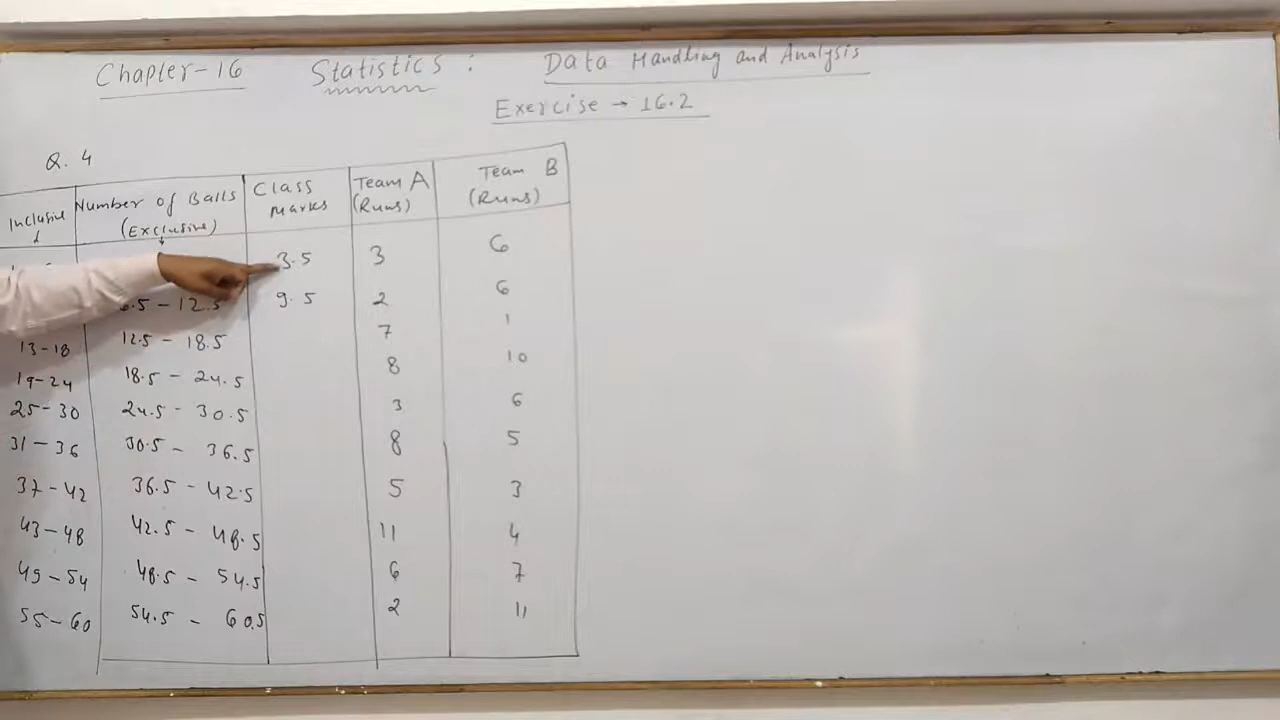 Chapter-16 Statistics : Data Handling and Analysis
Exercise → 16.2
Q. 4
Inclusive Number of Balls (Exclusive) Class Marks Team A (Runs) Team B (Runs)
3.5 3 6
6.5 - 12.5 9.5 2 6
13-18 12.5 - 18.5 7 1
19-24 18.5 - 24.5 8 10
25-30 24.5 - 30.5 3 6
31-36 30.5 - 36.5 8 5
37-42 36.5 - 42.5 5 3
43-48 42.5 - 48.5 11 4
49-54 48.5 - 54.5 6 7
55-60 54.5 - 60.5 2 11